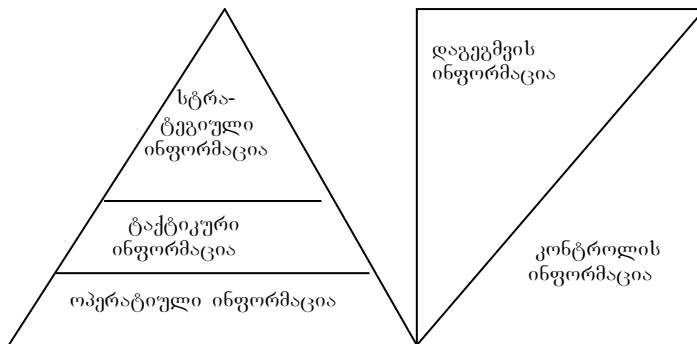 სტრა-
ტეგიული
ინფორმაცია
ტაქტიკური
ინფორმაცია
ოპერატიული ინფორმაცია
დაგეგმვის
ინფორმაცია
კონტროლის
ინფორმაცია